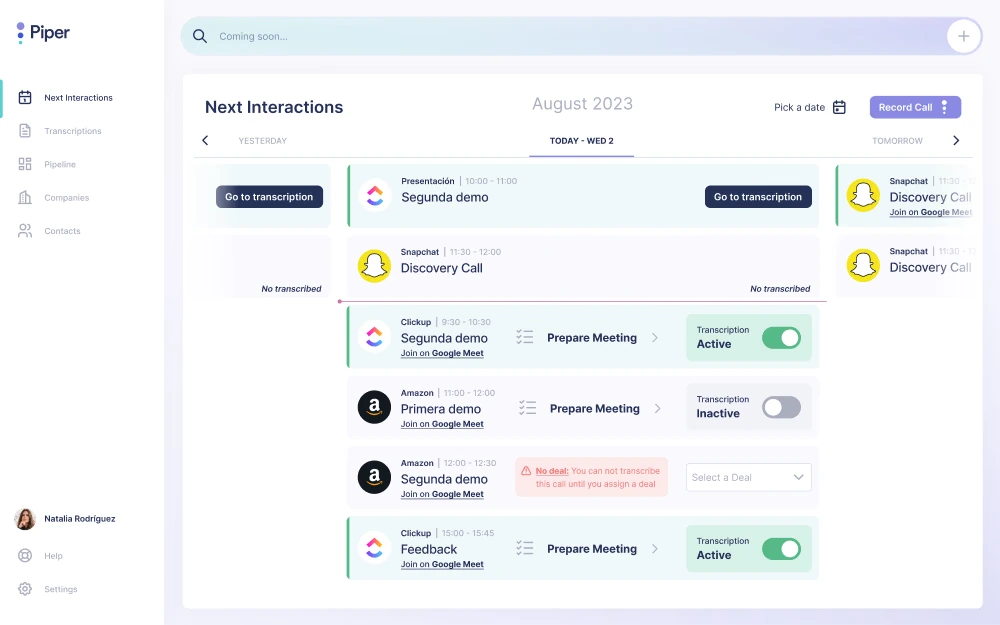 Piper
Coming soon...
Next Interactions
Transcriptions
Pipeline
Companies
Contacts
Natalia Rodríguez
Help
Settings
Next Interactions
August 2023
Pick a date
Record Call
YESTERDAY
TODAY - WED 2
TOMORROW
Go to transcription
No transcribed
Presentación | 10:00 - 11:00
Segunda demo
Go to transcription
Snapchat | 11:30 - 12:00
Discovery Call
No transcribed
Clickup | 9:30 - 10:30
Segunda demo
Join on Google Meet
Prepare Meeting
Transcription
Active
a
Amazon | 11:00 - 12:00
Primera demo
Join on Google Meet
Prepare Meeting
Transcription
Inactive
a
Amazon | 12:00 - 12:30
Segunda demo
Join on Google Meet
No deal: You can not transcribe
this call until you assign a deal
Select a Deal
Clickup | 15:00 - 15:45
Feedback
Join on Google Meet
Prepare Meeting
Transcription
Active
Snapchat | 11:30 - 
Discovery Call
Join on Google Meet
Snapchat | 11:30 - 
Discovery Call